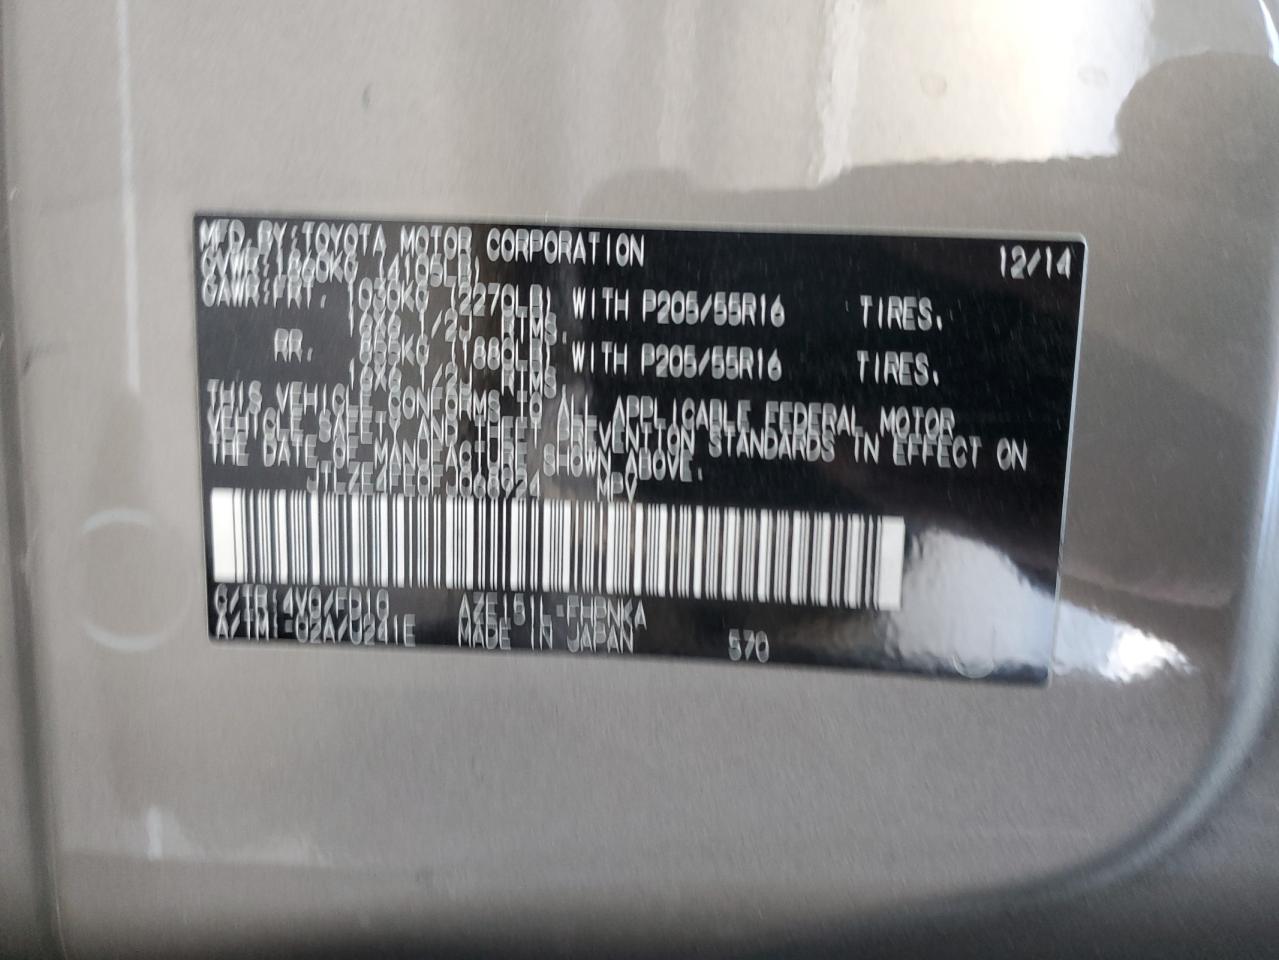 MFD. BY: TOYOTA MOTOR CORPORATION 12/14
GVWR: 1860KG (4105LB)
GAWR: FRT. 1030KG (2270LB) WITH P205/55R16 TIRES.
16X6 1/2J RIMS.
RR. 855KG (1880LB) WITH P205/55R16 TIRES.
16X6 1/2J RIMS.
THIS VEHICLE CONFORMS TO ALL APPLICABLE FEDERAL MOTOR
VEHICLE SAFETY AND THEFT PREVENTION STANDARDS IN EFFECT ON
THE DATE OF MANUFACTURE SHOWN ABOVE.
MPV
C/TR: 4V8/FD10 AZE151L-FHPNKA
A/TM: 02A/U241E MADE IN JAPAN 570